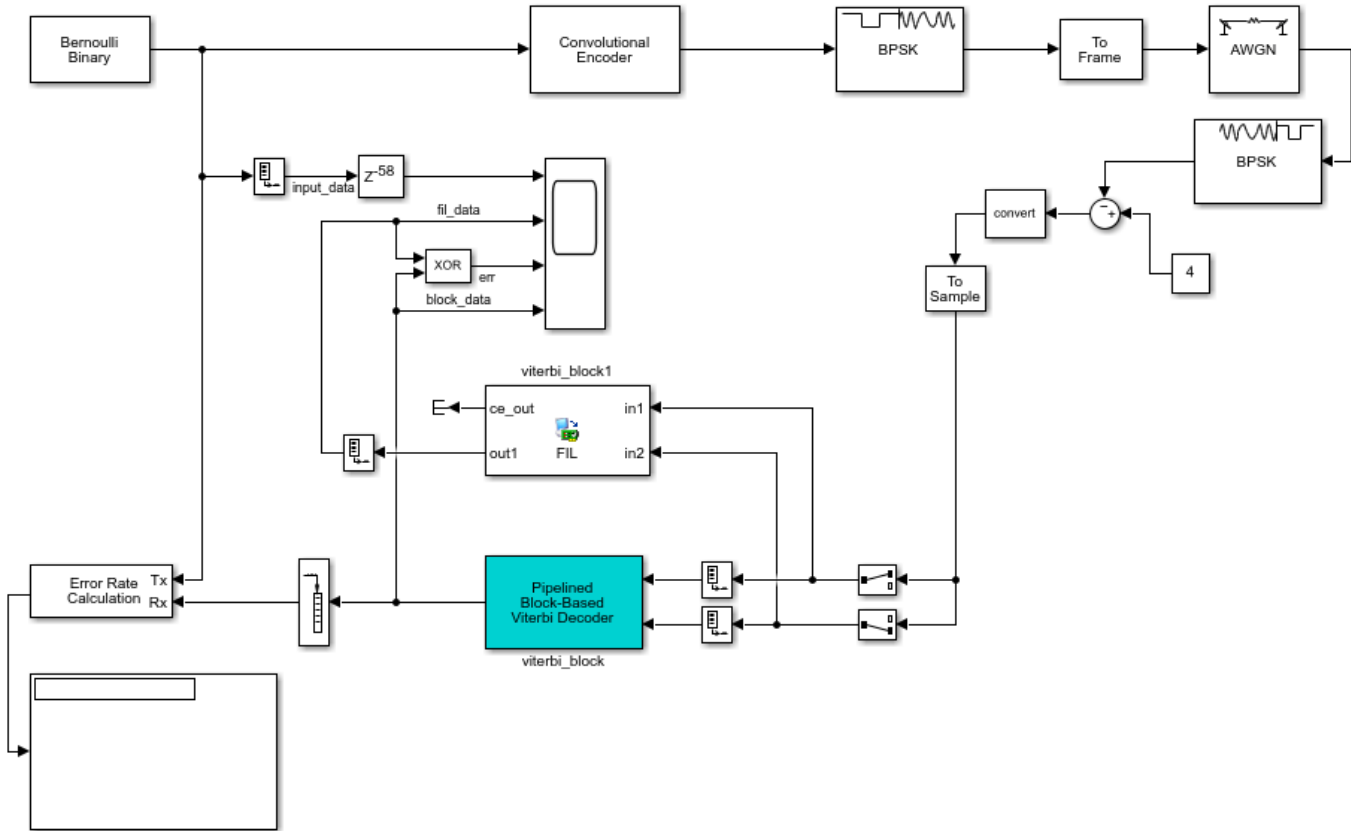 Bernoulli
Binary
Convolutional
Encoder
BPSK
To
Frame
AWGN
BPSK
Z-58
input_data
convert
−
+
fil_data
XOR
err
4
To
Sample
block_data
viterbi_block1
ce_out
in1
out1
FIL
in2
Error Rate
Calculation
Tx
Rx
Pipelined
Block-Based
Viterbi Decoder
viterbi_block